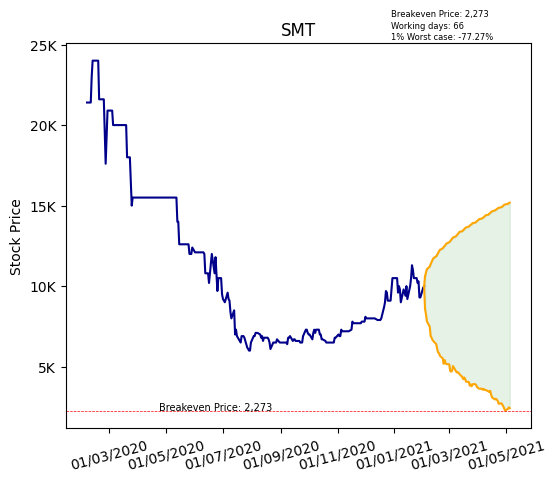 Breakeven Price: 2,273
Working days: 66
1% Worst case: -77.27%
SMT
Stock Price
25K
20K
15K
10K
5K
Breakeven Price: 2,273
01/03/2020
01/05/2020
01/07/2020
01/09/2020
01/11/2020
01/01/2021
01/03/2021
01/05/2021